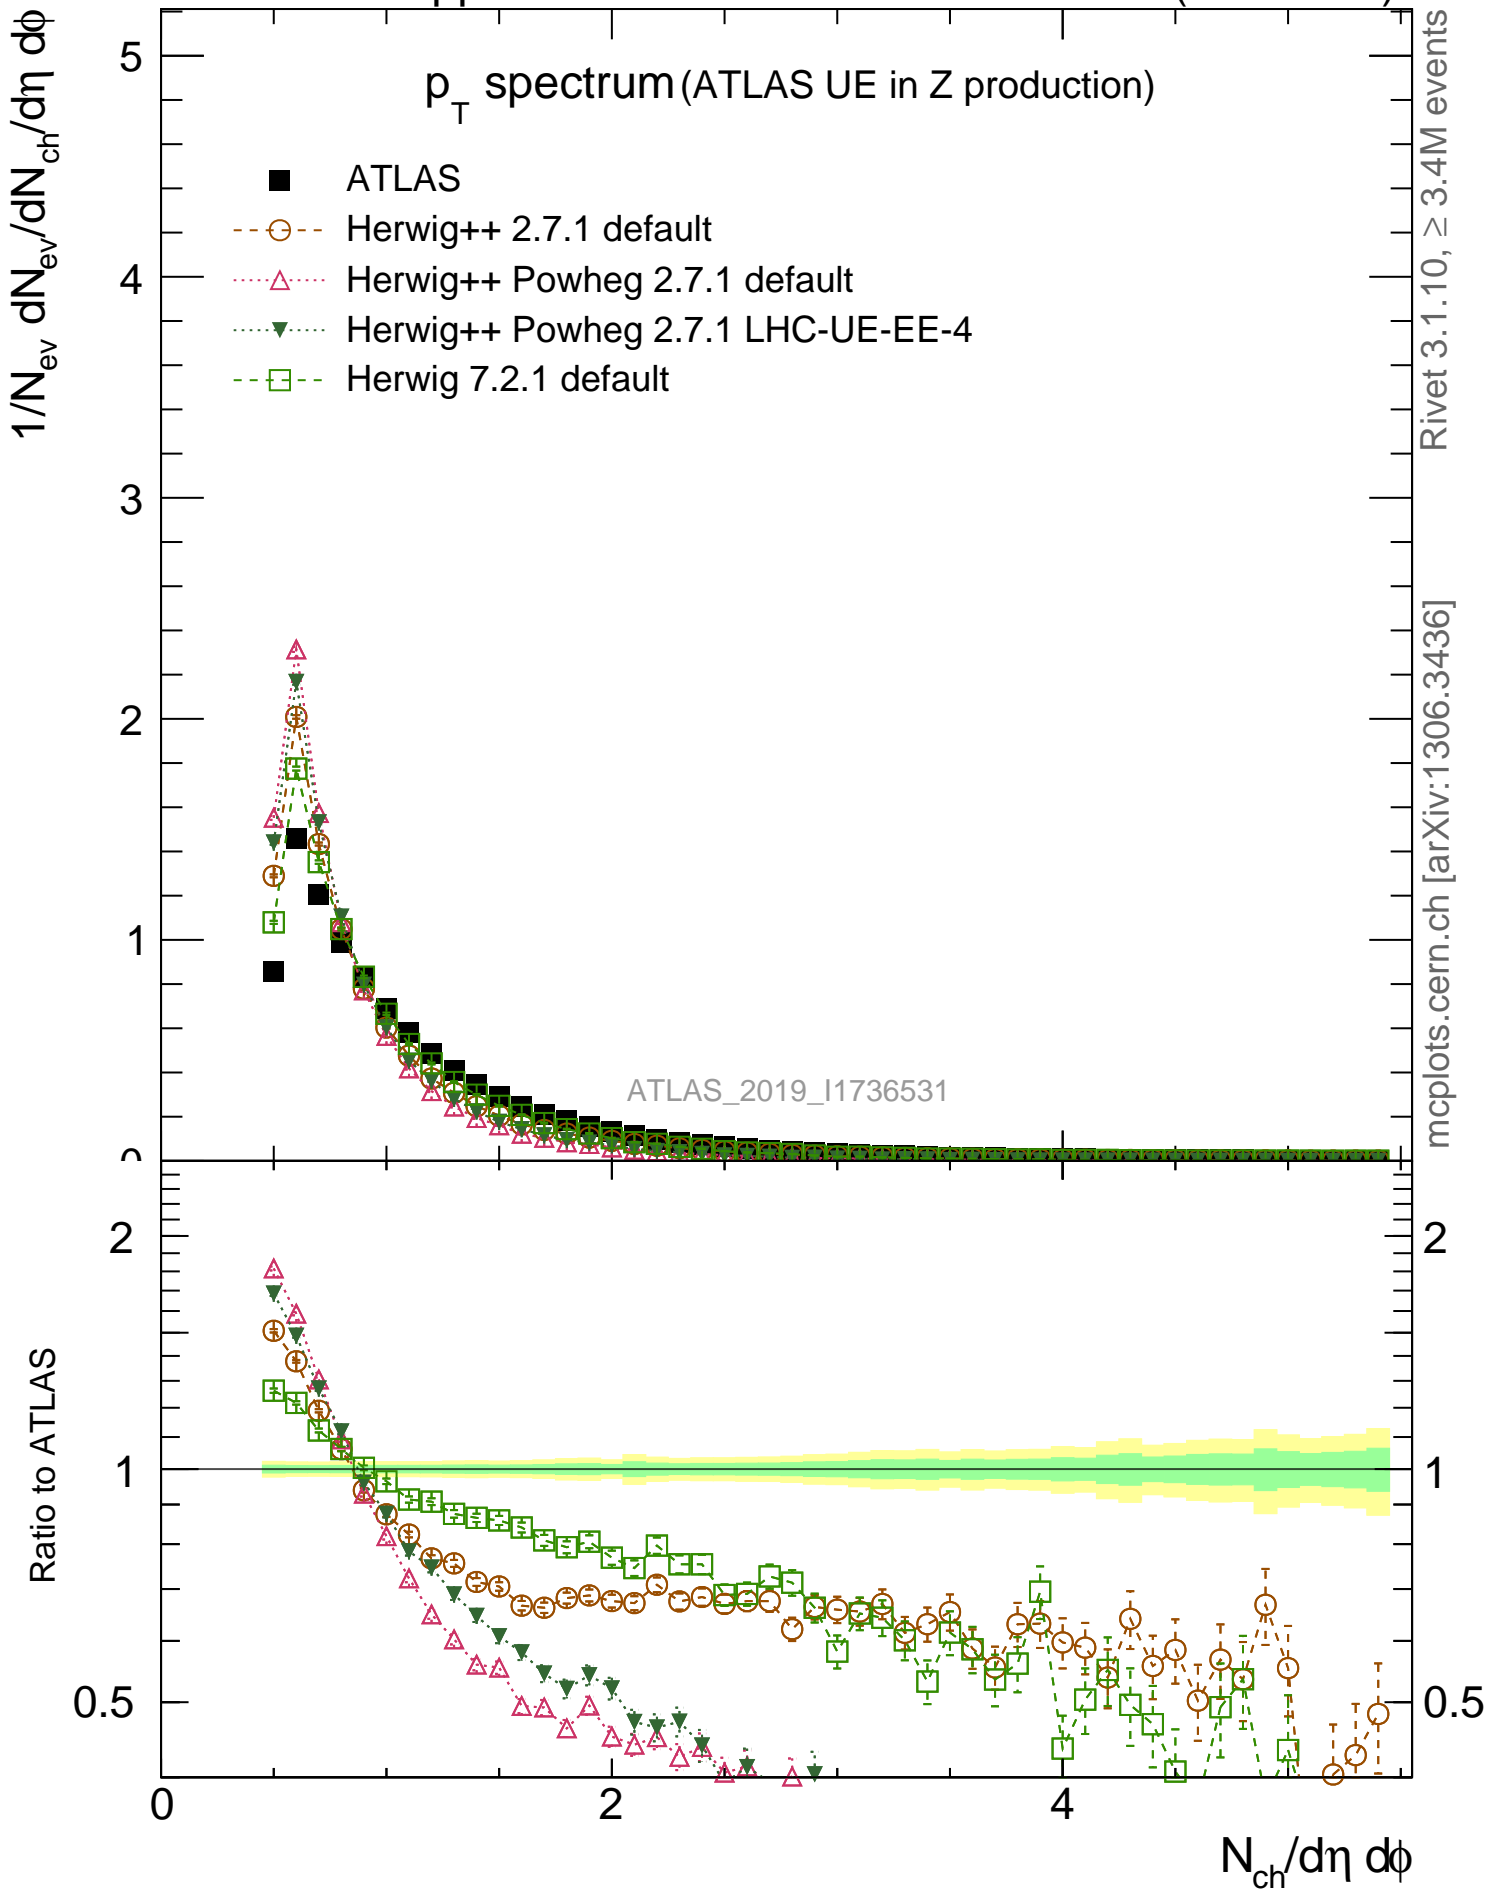 p_T spectrum (ATLAS UE in Z production)
1/N_ev dN_ev/dN_ch/dη dϕ
ATLAS
Herwig++ 2.7.1 default
Herwig++ Powheg 2.7.1 default
Herwig++ Powheg 2.7.1 LHC-UE-EE-4
Herwig 7.2.1 default
5
4
3
2
1
0
ATLAS_2019_I1736531
Rivet 3.1.10, ≥ 3.4M events
mcplots.cern.ch [arXiv:1306.3436]
Ratio to ATLAS
2
1
0.5
2
1
0.5
0
2
4
N_ch/dη dϕ